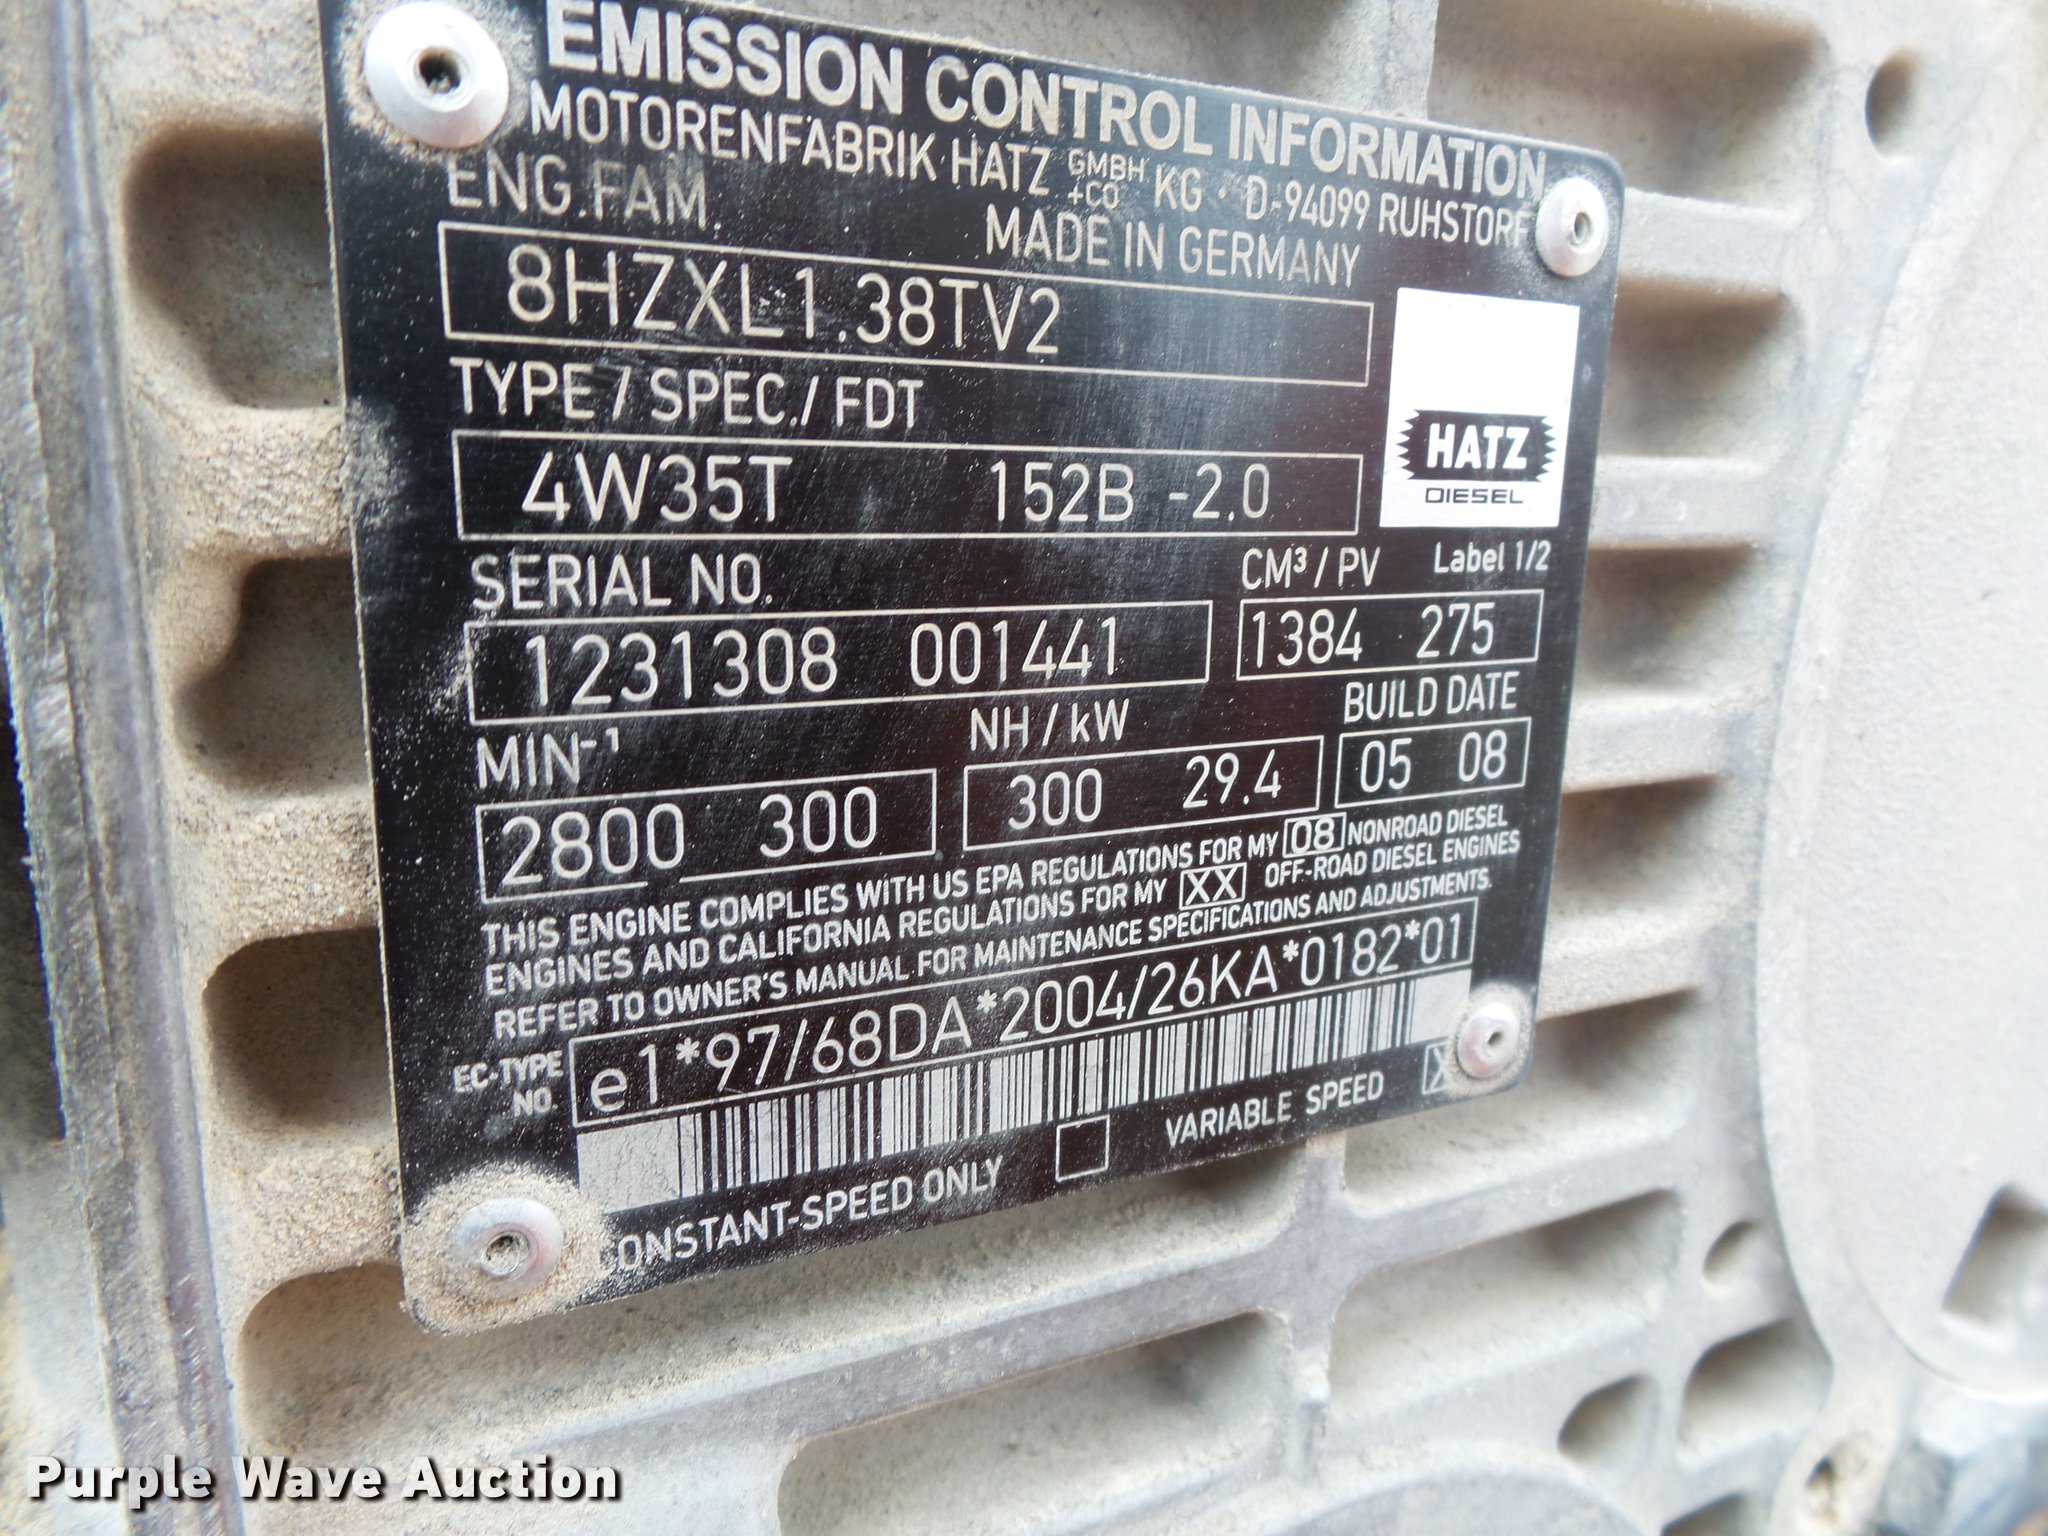 EMISSION CONTROL INFORMATION
MOTORENFABRIK HATZ GMBH +CO KG · D-94099 RUHSTORF
ENG.FAM. MADE IN GERMANY
8HZXL1.38TV2
TYPE / SPEC./ FDT
HATZ
DIESEL
4W35T 152B -2.0
SERIAL NO. CM³ / PV Label 1/2
1231308 001441 1384 275
MIN⁻¹ NH / kW BUILD DATE
2800 300 300 29.4 05 08
THIS ENGINE COMPLIES WITH US EPA REGULATIONS FOR MY 08 NONROAD DIESEL
ENGINES AND CALIFORNIA REGULATIONS FOR MY XX OFF-ROAD DIESEL ENGINES
REFER TO OWNER'S MANUAL FOR MAINTENANCE SPECIFICATIONS AND ADJUSTMENTS.
EC-TYPE NO. e1*97/68DA*2004/26KA*0182*01
CONSTANT-SPEED ONLY VARIABLE SPEED X
Purple Wave Auction